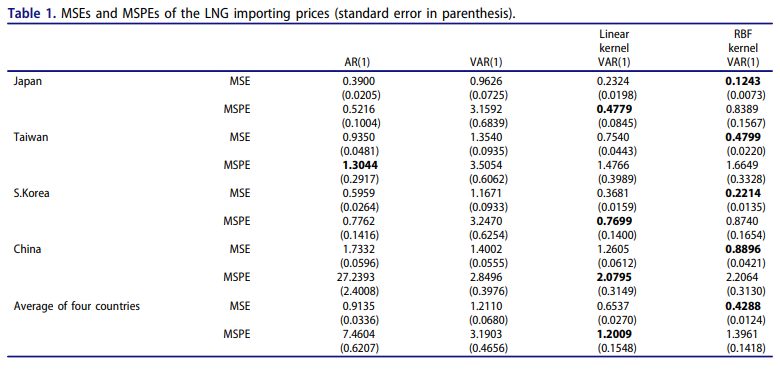 Table 1. MSEs and MSPEs of the LNG importing prices (standard error in parenthesis).
Linear RBF
kernel kernel
AR(1) VAR(1) VAR(1) VAR(1)
Japan MSE 0.3900 0.9626 0.2324 0.1243
(0.0205) (0.0725) (0.0198) (0.0073)
MSPE 0.5216 3.1592 0.4779 0.8389
(0.1004) (0.6839) (0.0845) (0.1567)
Taiwan MSE 0.9350 1.3540 0.7540 0.4799
(0.0481) (0.0935) (0.0443) (0.0220)
MSPE 1.3044 3.5054 1.4766 1.6649
(0.2917) (0.6062) (0.3989) (0.3328)
S.Korea MSE 0.5959 1.1671 0.3681 0.2214
(0.0264) (0.0933) (0.0159) (0.0135)
MSPE 0.7762 3.2470 0.7699 0.8740
(0.1416) (0.6254) (0.1400) (0.1654)
China MSE 1.7332 1.4002 1.2605 0.8896
(0.0596) (0.0555) (0.0612) (0.0421)
MSPE 27.2393 2.8496 2.0795 2.2064
(2.4008) (0.3976) (0.3149) (0.3130)
Average of four countries MSE 0.9135 1.2110 0.6537 0.4288
(0.0336) (0.0680) (0.0270) (0.0124)
MSPE 7.4604 3.1903 1.2009 1.3961
(0.6207) (0.4656) (0.1548) (0.1418)